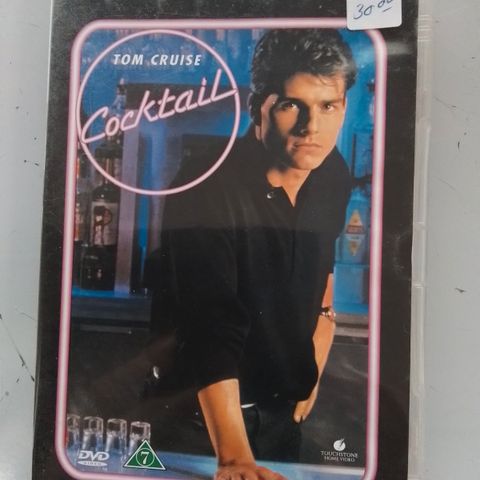 30.00
TOM CRUISE
Cocktail
DVD
VIDEO
7
TOUCHSTONE
HOME VIDEO